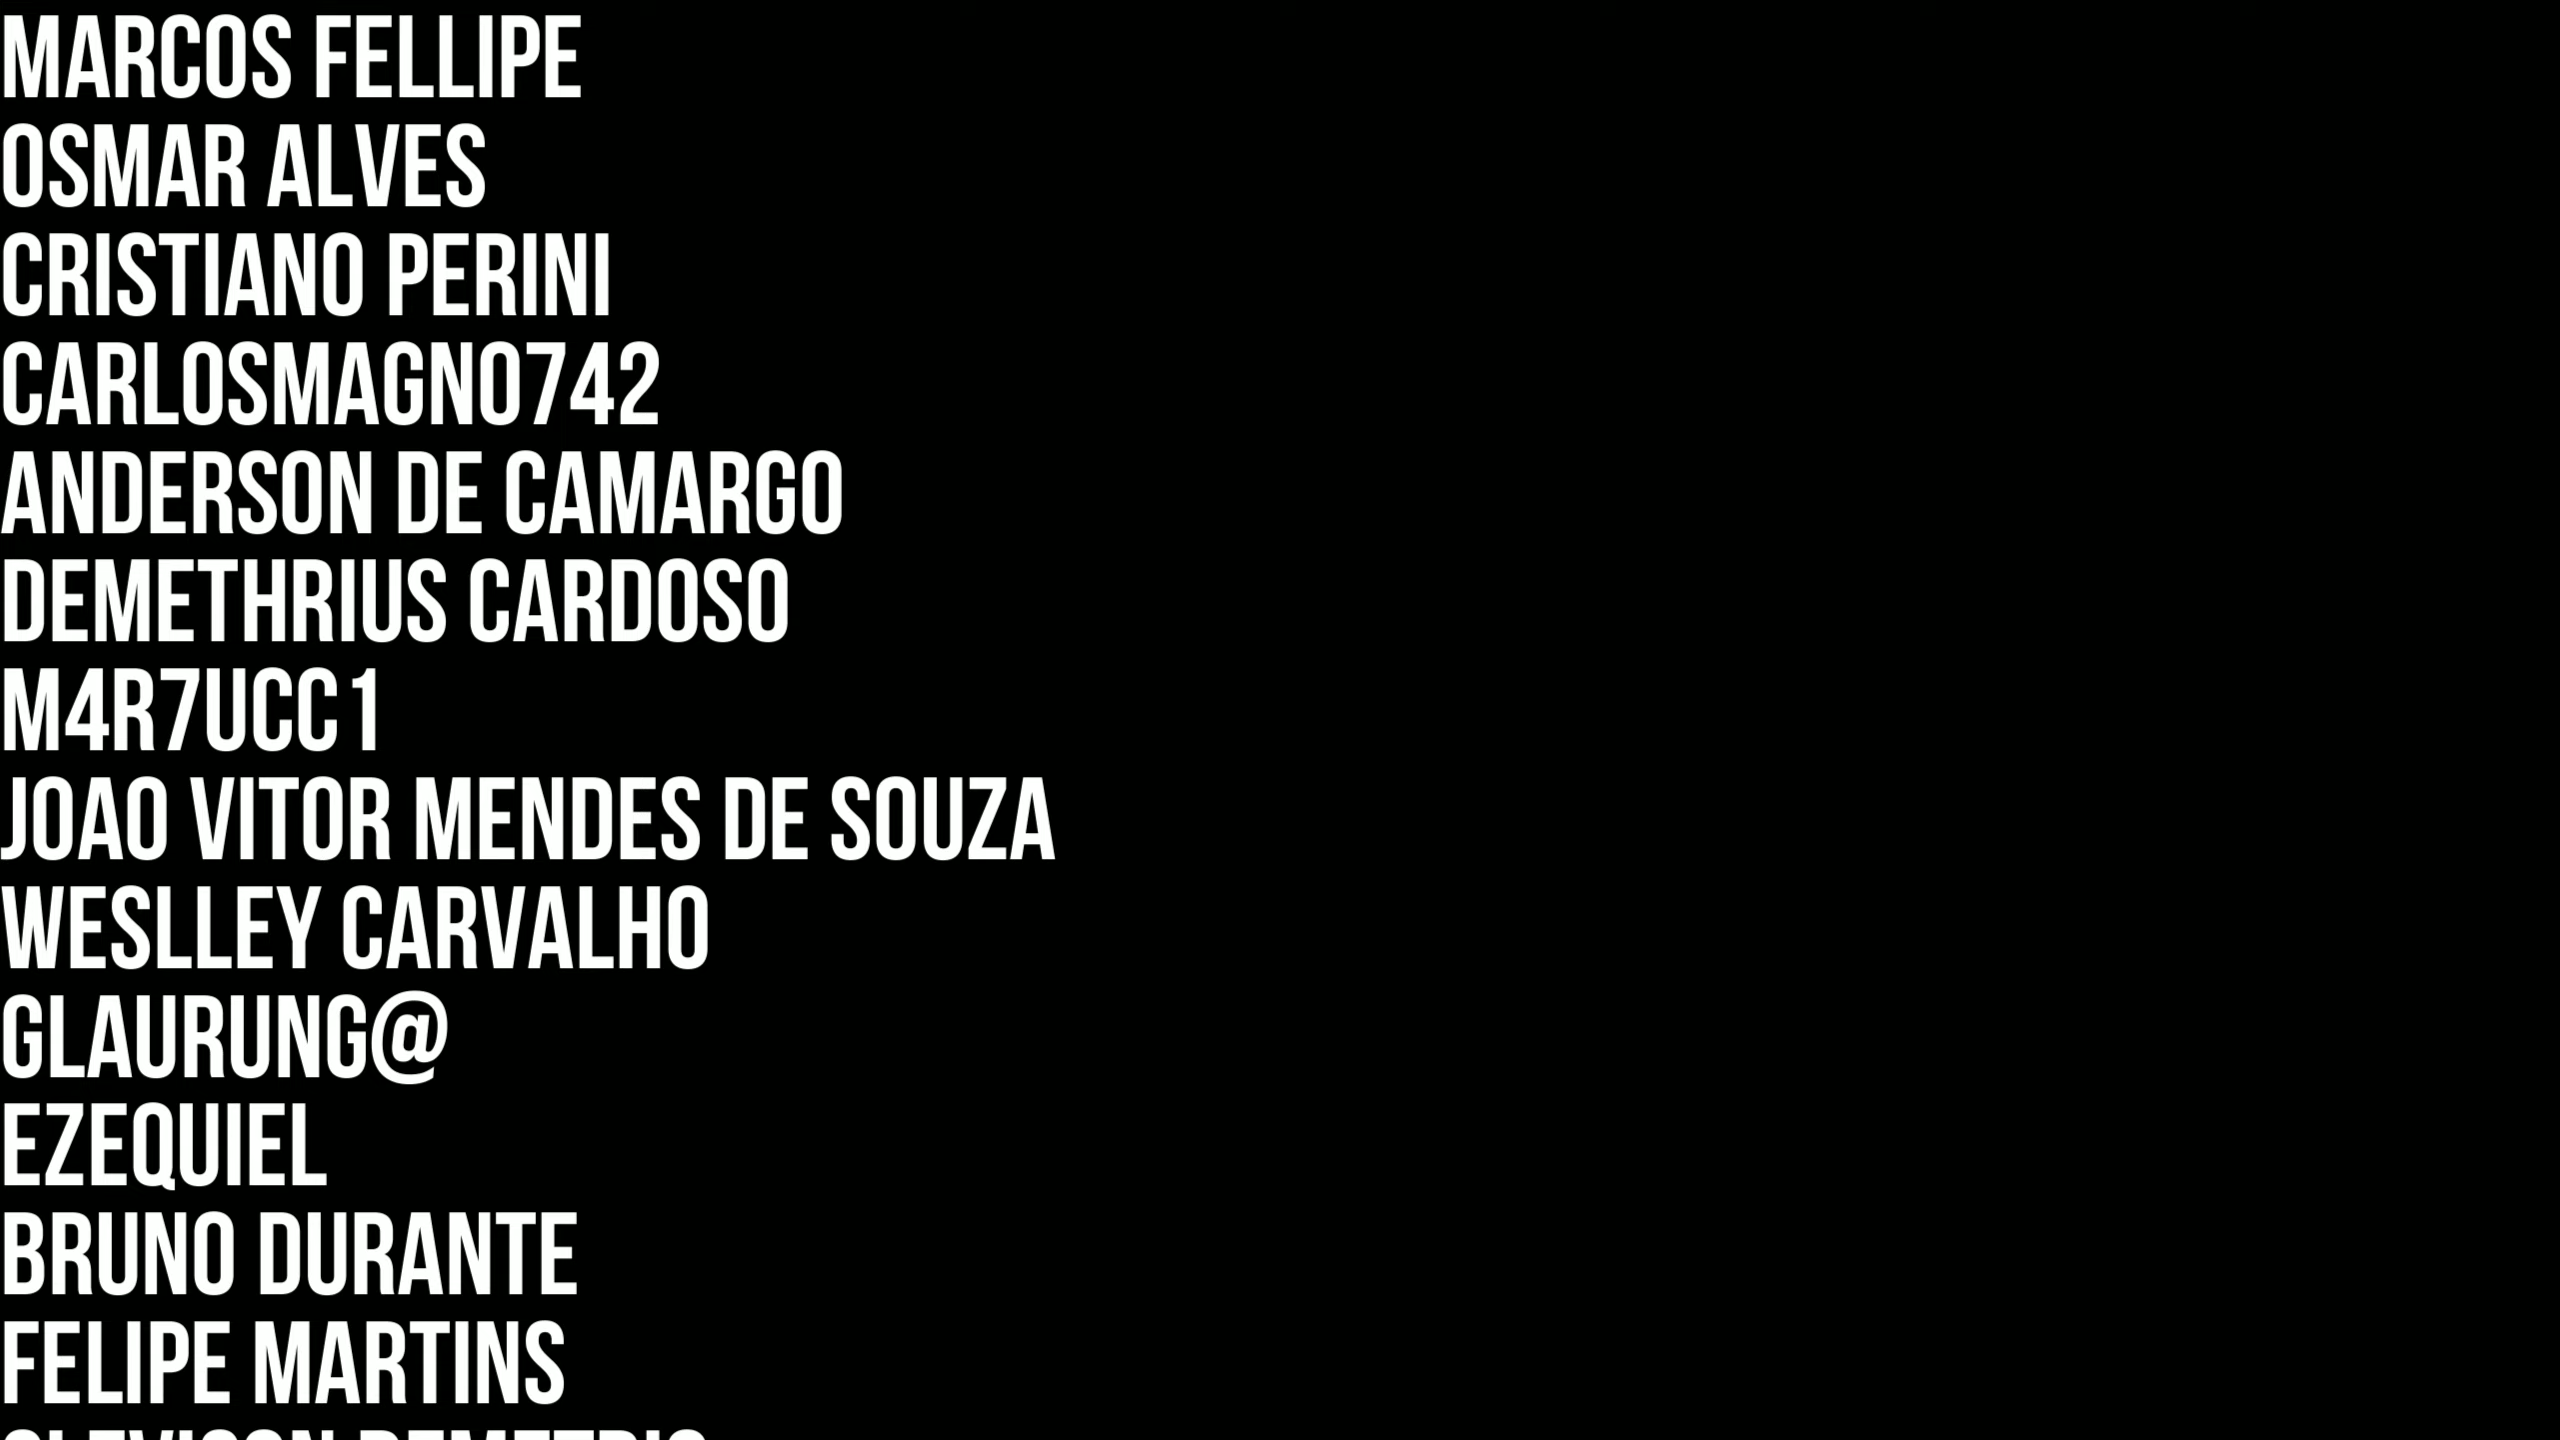 MARCOS FELLIPE
OSMAR ALVES
CRISTIANO PERINI
CARLOSMAGNO742
ANDERSON DE CAMARGO
DEMETHRIUS CARDOSO
M4R7UCC1
JOAO VITOR MENDES DE SOUZA
WESLLEY CARVALHO
GLAURUNG@
EZEQUIEL
BRUNO DURANTE
FELIPE MARTINS